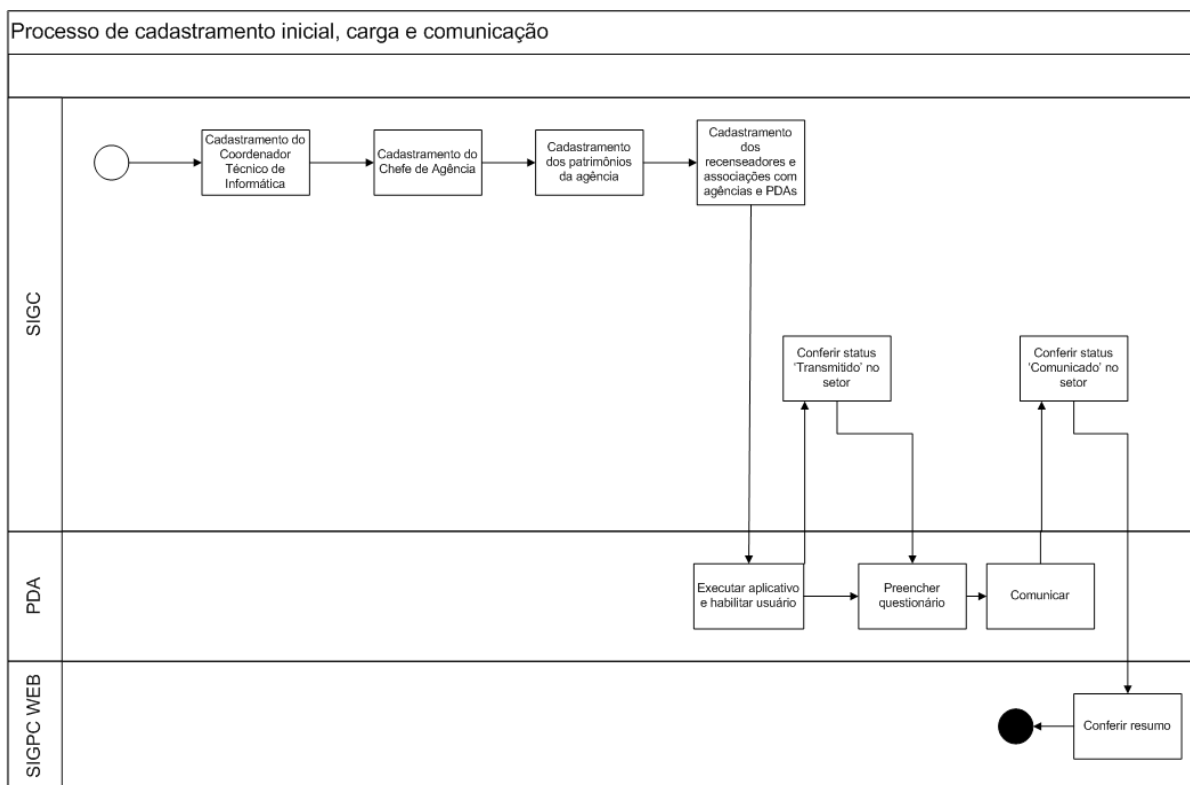 Processo de cadastramento inicial, carga e comunicação
SIGC
Cadastramento do
Coordenador
Técnico de
Informática
Cadastramento do
Chefe de Agência
Cadastramento
dos patrimônios
da agência
Cadastramento
dos
recenseadores e
associações com
agências e PDAs
Conferir status
'Transmitido' no
setor
Conferir status
'Comunicado' no
setor
PDA
Executar aplicativo
e habilitar usuário
Preencher
questionário
Comunicar
SIGPC WEB
Conferir resumo